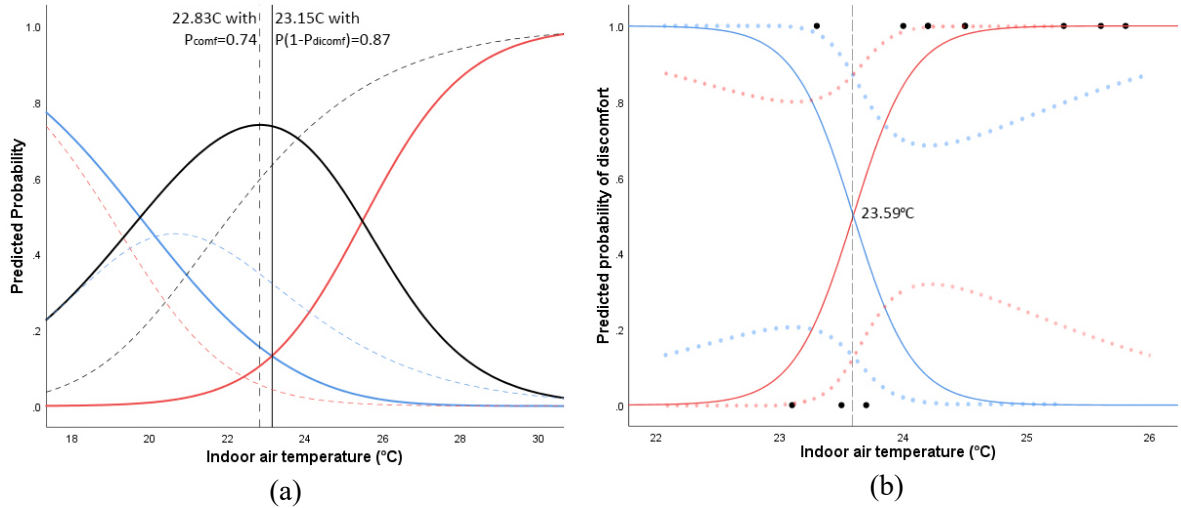 22.83C with
Pcomf=0.74
23.15C with
P(1-Pdicomf)=0.87
Predicted Probability
1.0
.8
.6
.4
.2
.0
18 20 22 24 26 28 30
Indoor air temperature (°C)
(a)
Predicted probability of discomfort
1.0
.8
.6
.4
.2
.0
23.59ºC
22 23 24 25 26
Indoor air temperature (°C)
(b)